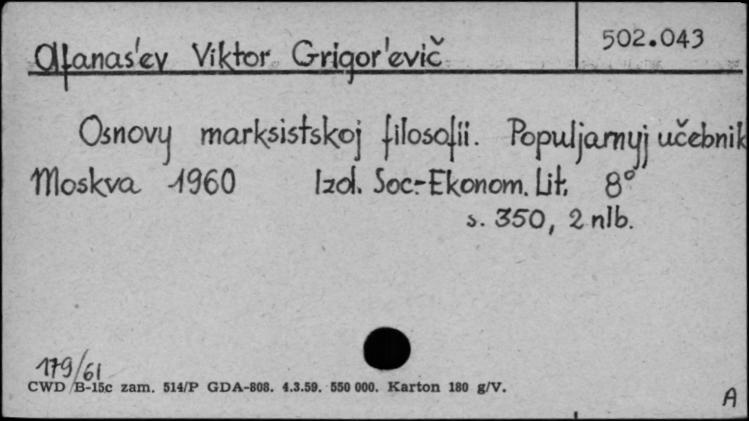 Afanas'ev Viktor Grigor'evič 502.043
Osnovy marksistskoj filosofii. Populjarnyj učebnik
Moskva 1960 Izd. Soc.-Ekonom. Lit. 8°
s. 350, 2 nlb.
179/61
CWD B-15c zam. 514/P GDA-808. 4.3.59. 550 000. Karton 180 g/V.
A